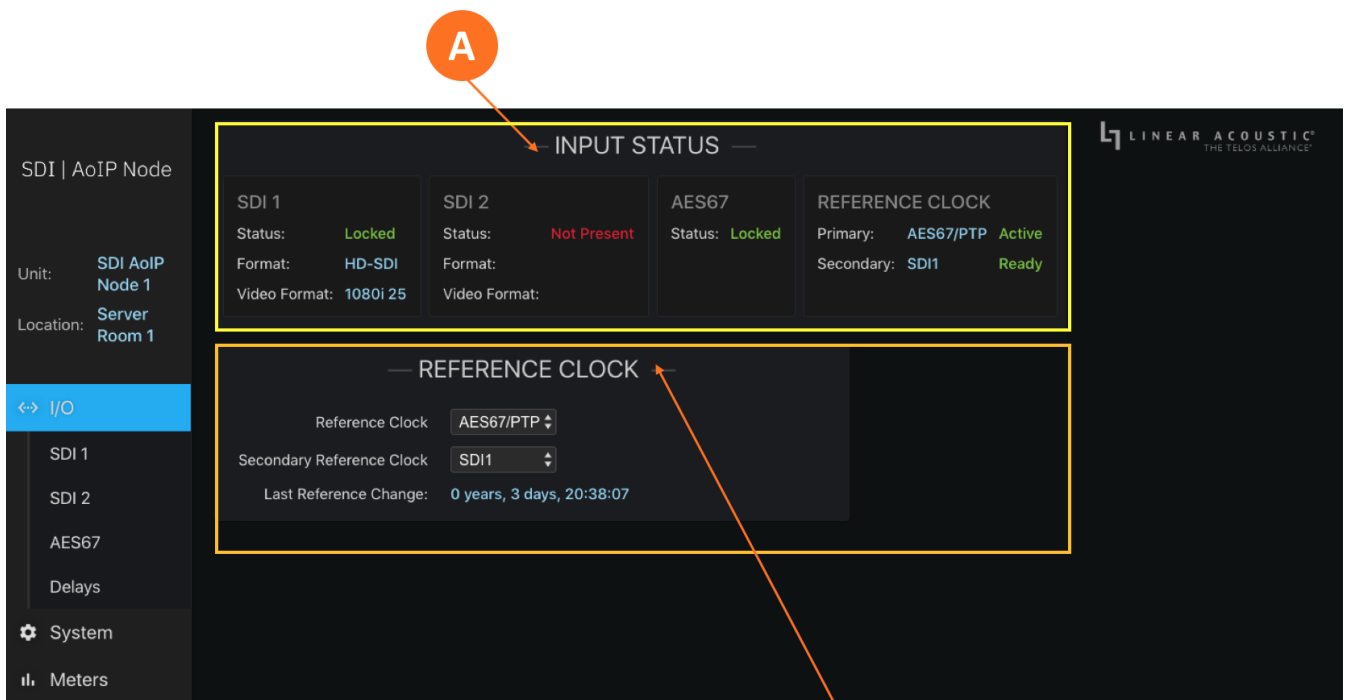 A
SDI | AoIP Node
Unit: SDI AoIP Node 1
Location: Server Room 1
I/O
SDI 1
SDI 2
AES67
Delays
System
Meters
INPUT STATUS
SDI 1
Status: Locked
Format: HD-SDI
Video Format: 1080i 25
SDI 2
Status: Not Present
Format:
Video Format:
AES67
Status: Locked
REFERENCE CLOCK
Primary: AES67/PTP Active
Secondary: SDI1 Ready
REFERENCE CLOCK
Reference Clock AES67/PTP
Secondary Reference Clock SDI1
Last Reference Change: 0 years, 3 days, 20:38:07
LINEAR ACOUSTIC®
THE TELOS ALLIANCE®